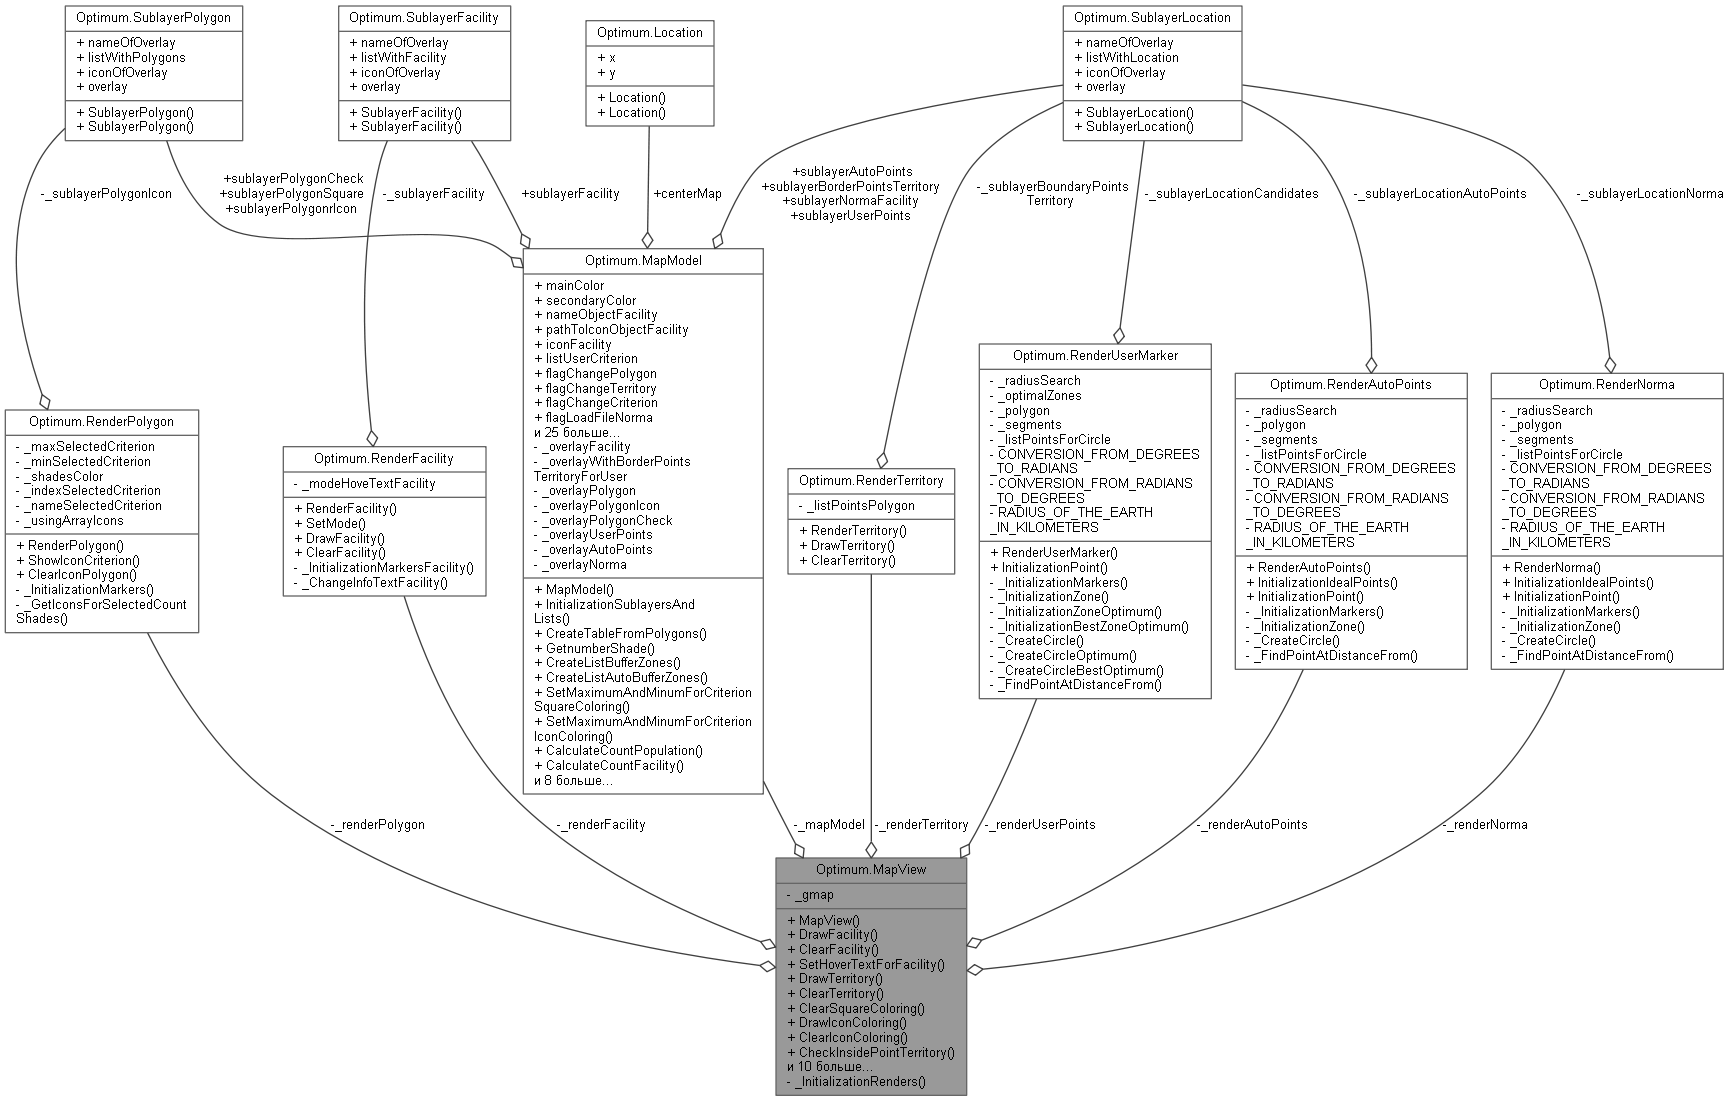 Optimum.SublayerPolygon
+ nameOfOverlay
+ listWithPolygons
+ iconOfOverlay
+ overlay
+ SublayerPolygon()
+ SublayerPolygon()
Optimum.SublayerFacility
+ nameOfOverlay
+ listWithFacility
+ iconOfOverlay
+ overlay
+ SublayerFacility()
+ SublayerFacility()
Optimum.Location
+ x
+ y
+ Location()
+ Location()
Optimum.SublayerLocation
+ nameOfOverlay
+ listWithLocation
+ iconOfOverlay
+ overlay
+ SublayerLocation()
+ SublayerLocation()
-_sublayerPolygonIcon
+sublayerPolygonCheck
+sublayerPolygonSquare
+sublayerPolygonIcon
-_sublayerFacility
+sublayerFacility
+centerMap
+sublayerAutoPoints
+sublayerBorderPointsTerritory
+sublayerNormaFacility
+sublayerUserPoints
-_sublayerBoundaryPoints
Territory
-_sublayerLocationCandidates
-_sublayerLocationAutoPoints
-_sublayerLocationNorma
Optimum.RenderPolygon
- _maxSelectedCriterion
- _minSelectedCriterion
- _shadesColor
- _indexSelectedCriterion
- _nameSelectedCriterion
- _usingArrayIcons
+ RenderPolygon()
+ ShowIconCriterion()
+ ClearIconPolygon()
- _InitializationMarkers()
- _GetIconsForSelectedCount
Shades()
Optimum.RenderFacility
- _modeHoveTextFacility
+ RenderFacility()
+ SetMode()
+ DrawFacility()
+ ClearFacility()
- _InitializationMarkersFacility()
- _ChangeInfoTextFacility()
Optimum.MapModel
+ mainColor
+ secondaryColor
+ nameObjectFacility
+ pathToIconObjectFacility
+ iconFacility
+ listUserCriterion
+ flagChangePolygon
+ flagChangeTerritory
+ flagChangeCriterion
+ flagLoadFileNorma
и 25 больше...
- _overlayFacility
- _overlayWithBorderPoints
TerritoryForUser
- _overlayPolygon
- _overlayPolygonIcon
- _overlayPolygonCheck
- _overlayUserPoints
- _overlayAutoPoints
- _overlayNorma
+ MapModel()
+ InitializationSublayersAnd
Lists()
+ CreateTableFromPolygons()
+ GetnumberShade()
+ CreateListBufferZones()
+ CreateListAutoBufferZones()
+ SetMaximumAndMinumForCriterion
SquareColoring()
+ SetMaximumAndMinumForCriterion
IconColoring()
+ CalculateCountPopulation()
+ CalculateCountFacility()
и 8 больше...
Optimum.RenderTerritory
- _listPointsPolygon
+ RenderTerritory()
+ DrawTerritory()
+ ClearTerritory()
Optimum.RenderUserMarker
- _radiusSearch
- _optimalZones
- _polygon
- _segments
- _listPointsForCircle
- CONVERSION_FROM_DEGREES
_TO_RADIANS
- CONVERSION_FROM_RADIANS
_TO_DEGREES
- RADIUS_OF_THE_EARTH
_IN_KILOMETERS
+ RenderUserMarker()
+ InitializationPoint()
- _InitializationMarkers()
- _InitializationZone()
- _InitializationZoneOptimum()
- _InitializationBestZoneOptimum()
- _CreateCircle()
- _CreateCircleOptimum()
- _CreateCircleBestOptimum()
- _FindPointAtDistanceFrom()
Optimum.RenderAutoPoints
- _radiusSearch
- _polygon
- _segments
- _listPointsForCircle
- CONVERSION_FROM_DEGREES
_TO_RADIANS
- CONVERSION_FROM_RADIANS
_TO_DEGREES
- RADIUS_OF_THE_EARTH
_IN_KILOMETERS
+ RenderAutoPoints()
+ InitializationIdealPoints()
+ InitializationPoint()
- _InitializationMarkers()
- _InitializationZone()
- _CreateCircle()
- _FindPointAtDistanceFrom()
Optimum.RenderNorma
- _radiusSearch
- _polygon
- _segments
- _listPointsForCircle
- CONVERSION_FROM_DEGREES
_TO_RADIANS
- CONVERSION_FROM_RADIANS
_TO_DEGREES
- RADIUS_OF_THE_EARTH
_IN_KILOMETERS
+ RenderNorma()
+ InitializationIdealPoints()
+ InitializationPoint()
- _InitializationMarkers()
- _InitializationZone()
- _CreateCircle()
- _FindPointAtDistanceFrom()
-_renderPolygon
-_renderFacility
-_mapModel
-_renderTerritory
-_renderUserPoints
-_renderAutoPoints
-_renderNorma
Optimum.MapView
- _gmap
+ MapView()
+ DrawFacility()
+ ClearFacility()
+ SetHoverTextForFacility()
+ DrawTerritory()
+ ClearTerritory()
+ ClearSquareColoring()
+ DrawIconColoring()
+ ClearIconColoring()
+ CheckInsidePointTerritory()
и 10 больше...
- _InitializationRenders()